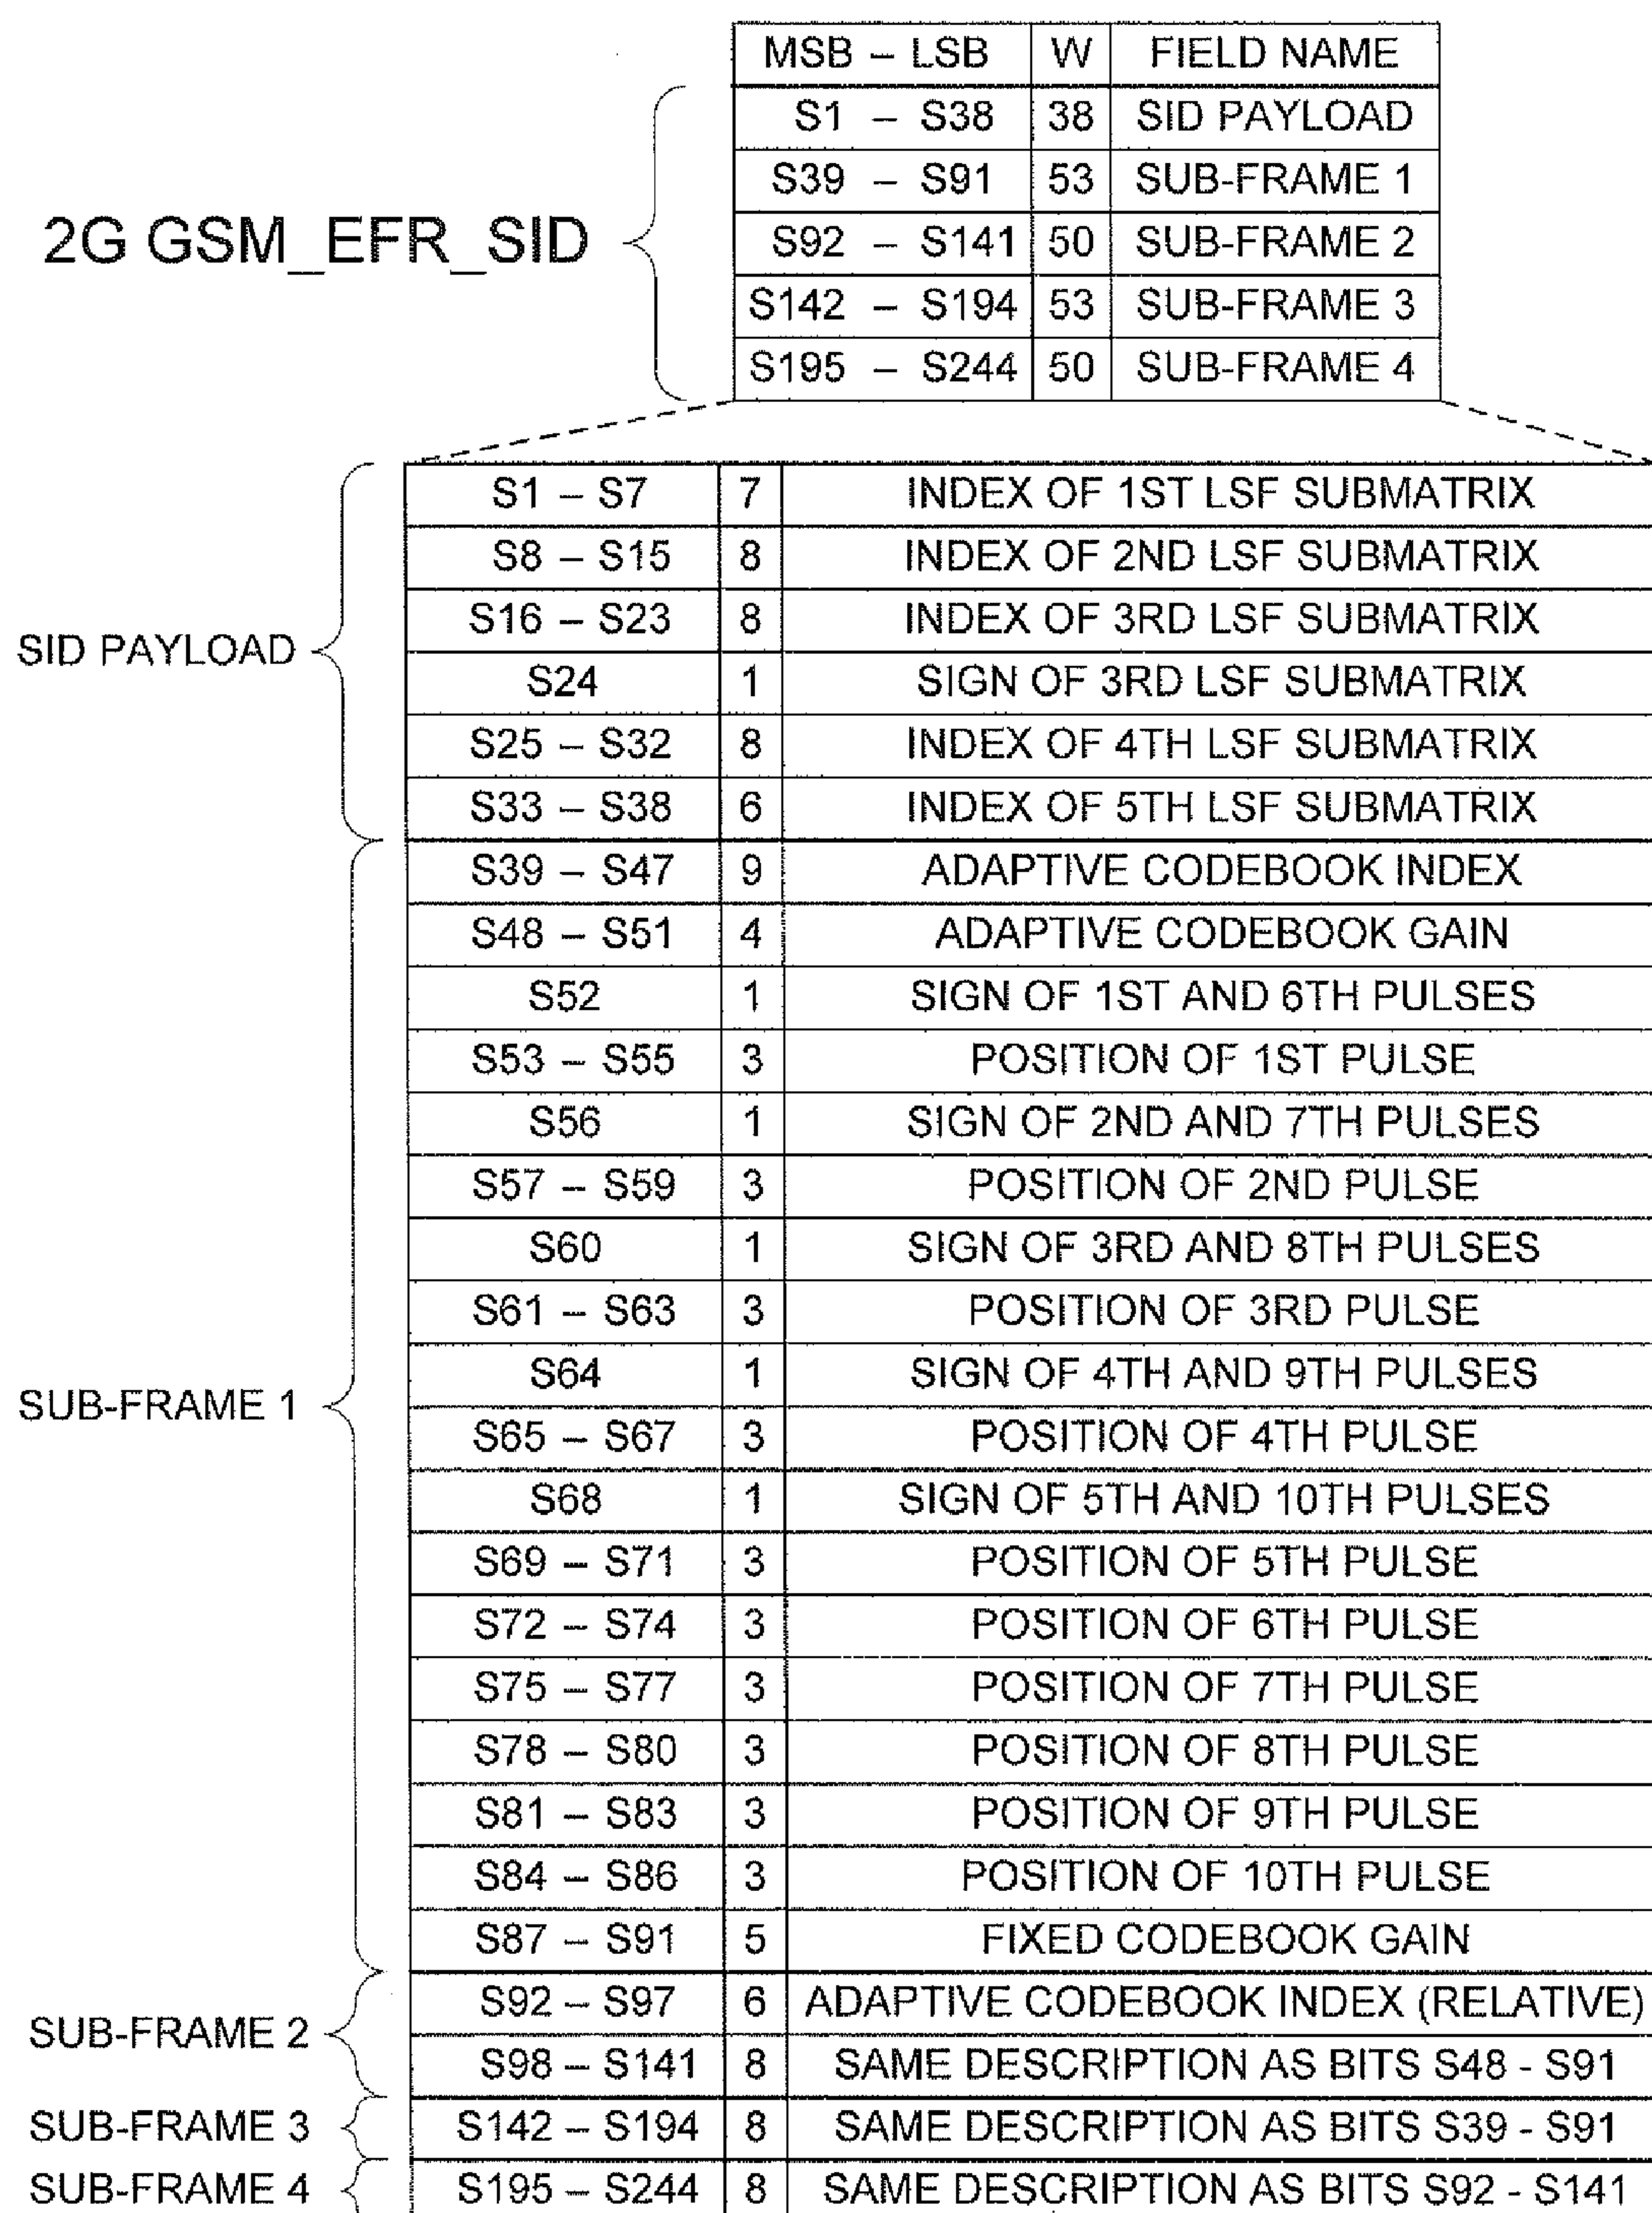 MSB – LSB W FIELD NAME
S1 – S38 38 SID PAYLOAD
S39 – S91 53 SUB-FRAME 1
2G GSM_EFR_SID
S92 – S141 50 SUB-FRAME 2
S142 – S194 53 SUB-FRAME 3
S195 – S244 50 SUB-FRAME 4
S1 – S7 7 INDEX OF 1ST LSF SUBMATRIX
S8 – S15 8 INDEX OF 2ND LSF SUBMATRIX
S16 – S23 8 INDEX OF 3RD LSF SUBMATRIX
SID PAYLOAD
S24 1 SIGN OF 3RD LSF SUBMATRIX
S25 – S32 8 INDEX OF 4TH LSF SUBMATRIX
S33 – S38 6 INDEX OF 5TH LSF SUBMATRIX
S39 – S47 9 ADAPTIVE CODEBOOK INDEX
S48 – S51 4 ADAPTIVE CODEBOOK GAIN
S52 1 SIGN OF 1ST AND 6TH PULSES
S53 – S55 3 POSITION OF 1ST PULSE
S56 1 SIGN OF 2ND AND 7TH PULSES
S57 – S59 3 POSITION OF 2ND PULSE
S60 1 SIGN OF 3RD AND 8TH PULSES
S61 – S63 3 POSITION OF 3RD PULSE
S64 1 SIGN OF 4TH AND 9TH PULSES
SUB-FRAME 1
S65 – S67 3 POSITION OF 4TH PULSE
S68 1 SIGN OF 5TH AND 10TH PULSES
S69 – S71 3 POSITION OF 5TH PULSE
S72 – S74 3 POSITION OF 6TH PULSE
S75 – S77 3 POSITION OF 7TH PULSE
S78 – S80 3 POSITION OF 8TH PULSE
S81 – S83 3 POSITION OF 9TH PULSE
S84 – S86 3 POSITION OF 10TH PULSE
S87 – S91 5 FIXED CODEBOOK GAIN
S92 – S97 6 ADAPTIVE CODEBOOK INDEX (RELATIVE)
SUB-FRAME 2
S98 – S141 8 SAME DESCRIPTION AS BITS S48 - S91
SUB-FRAME 3 S142 – S194 8 SAME DESCRIPTION AS BITS S39 - S91
SUB-FRAME 4 S195 – S244 8 SAME DESCRIPTION AS BITS S92 - S141